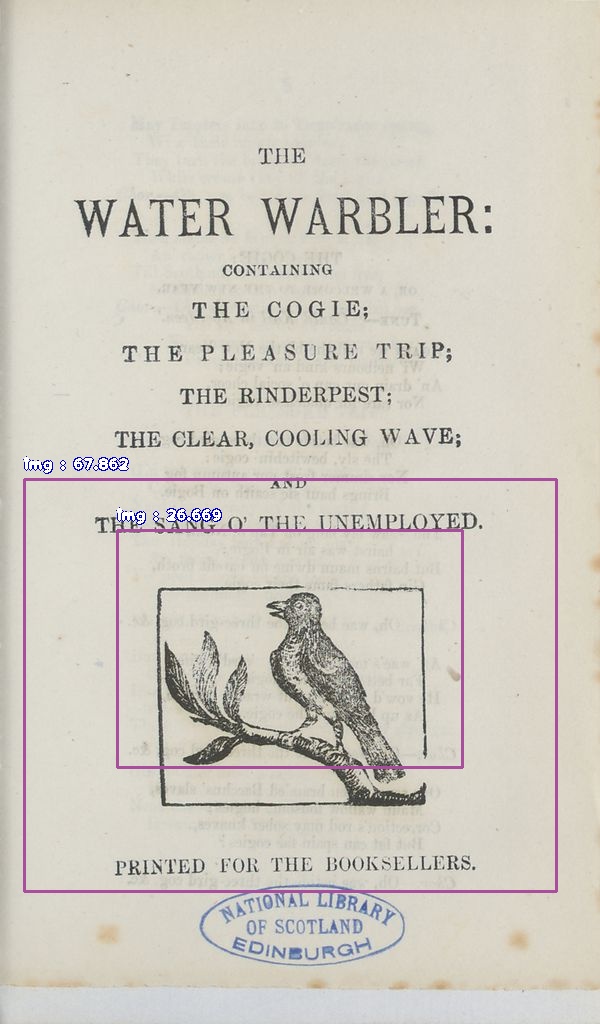 THE
WATER WARBLER:
CONTAINING
THE COGIE;
THE PLEASURE TRIP;
THE RINDERPEST;
THE CLEAR, COOLING WAVE;
img : 67.862
AND
img : 26.669
THE SANG O' THE UNEMPLOYED.
PRINTED FOR THE BOOKSELLERS.
NATIONAL LIBRARY
OF SCOTLAND
EDINBURGH